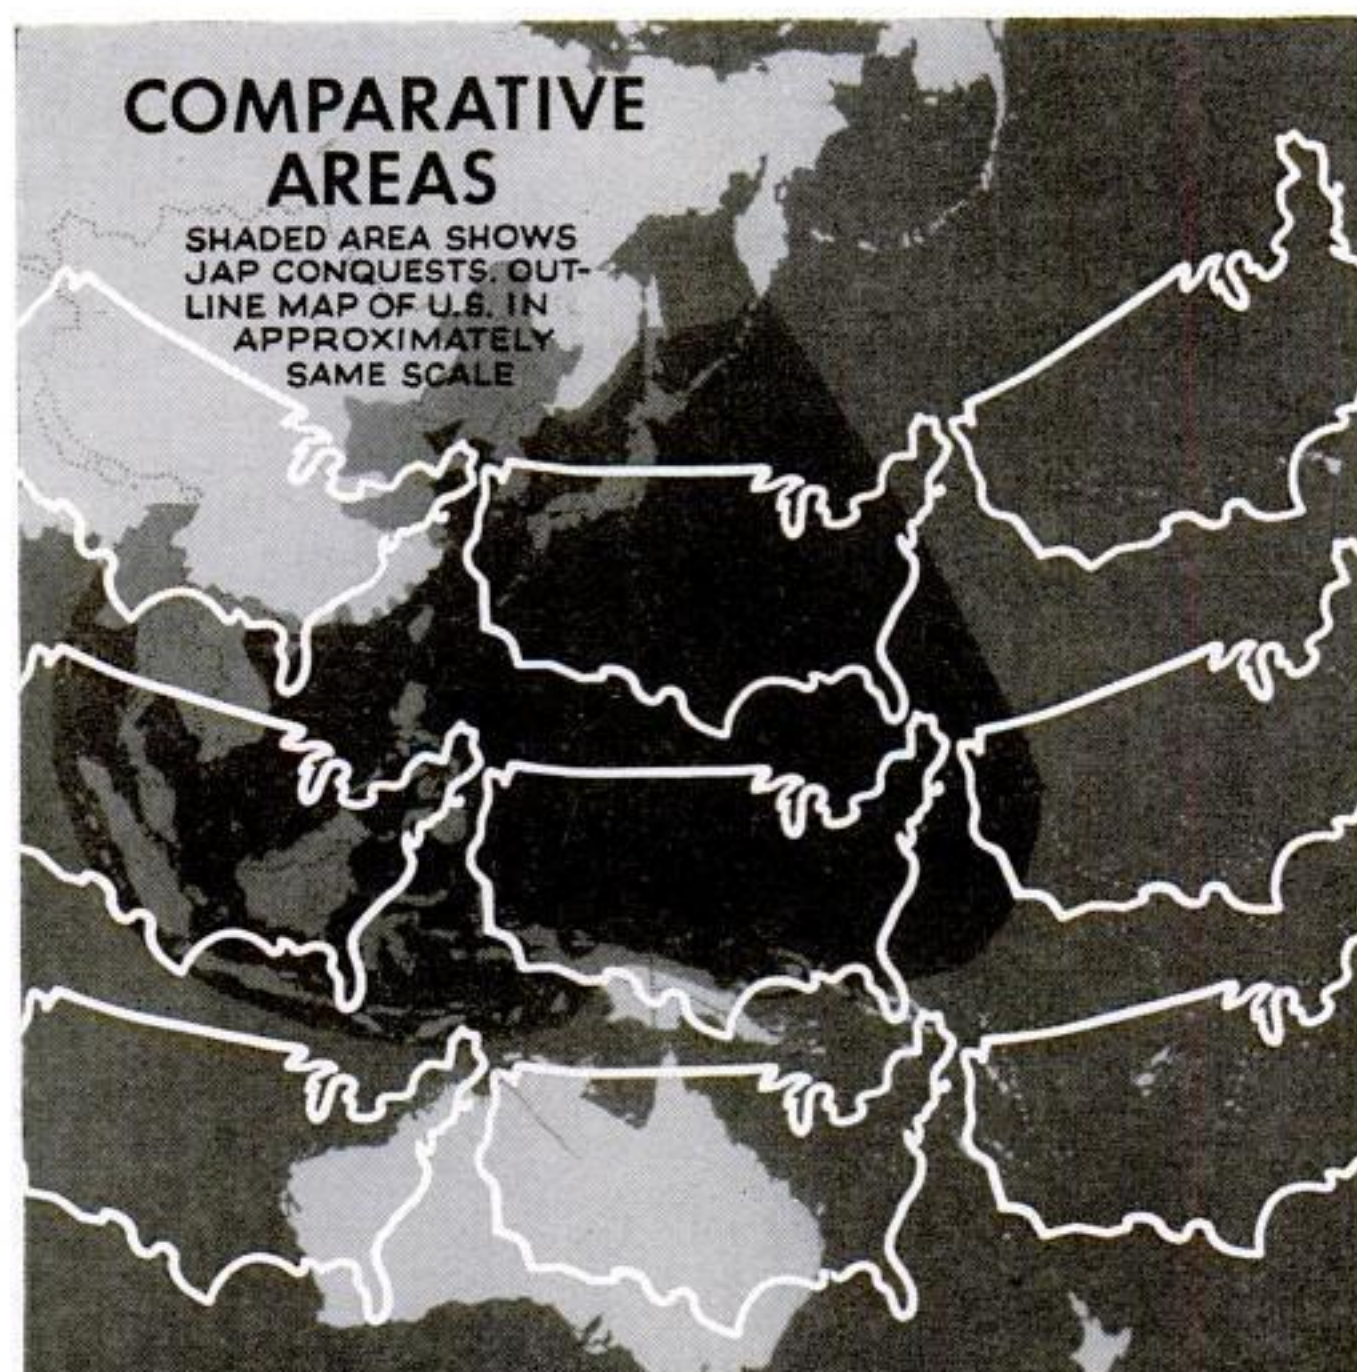 COMPARATIVE
AREAS
SHADED AREA SHOWS
JAP CONQUESTS. OUT-
LINE MAP OF U.S. IN
APPROXIMATELY
SAME SCALE